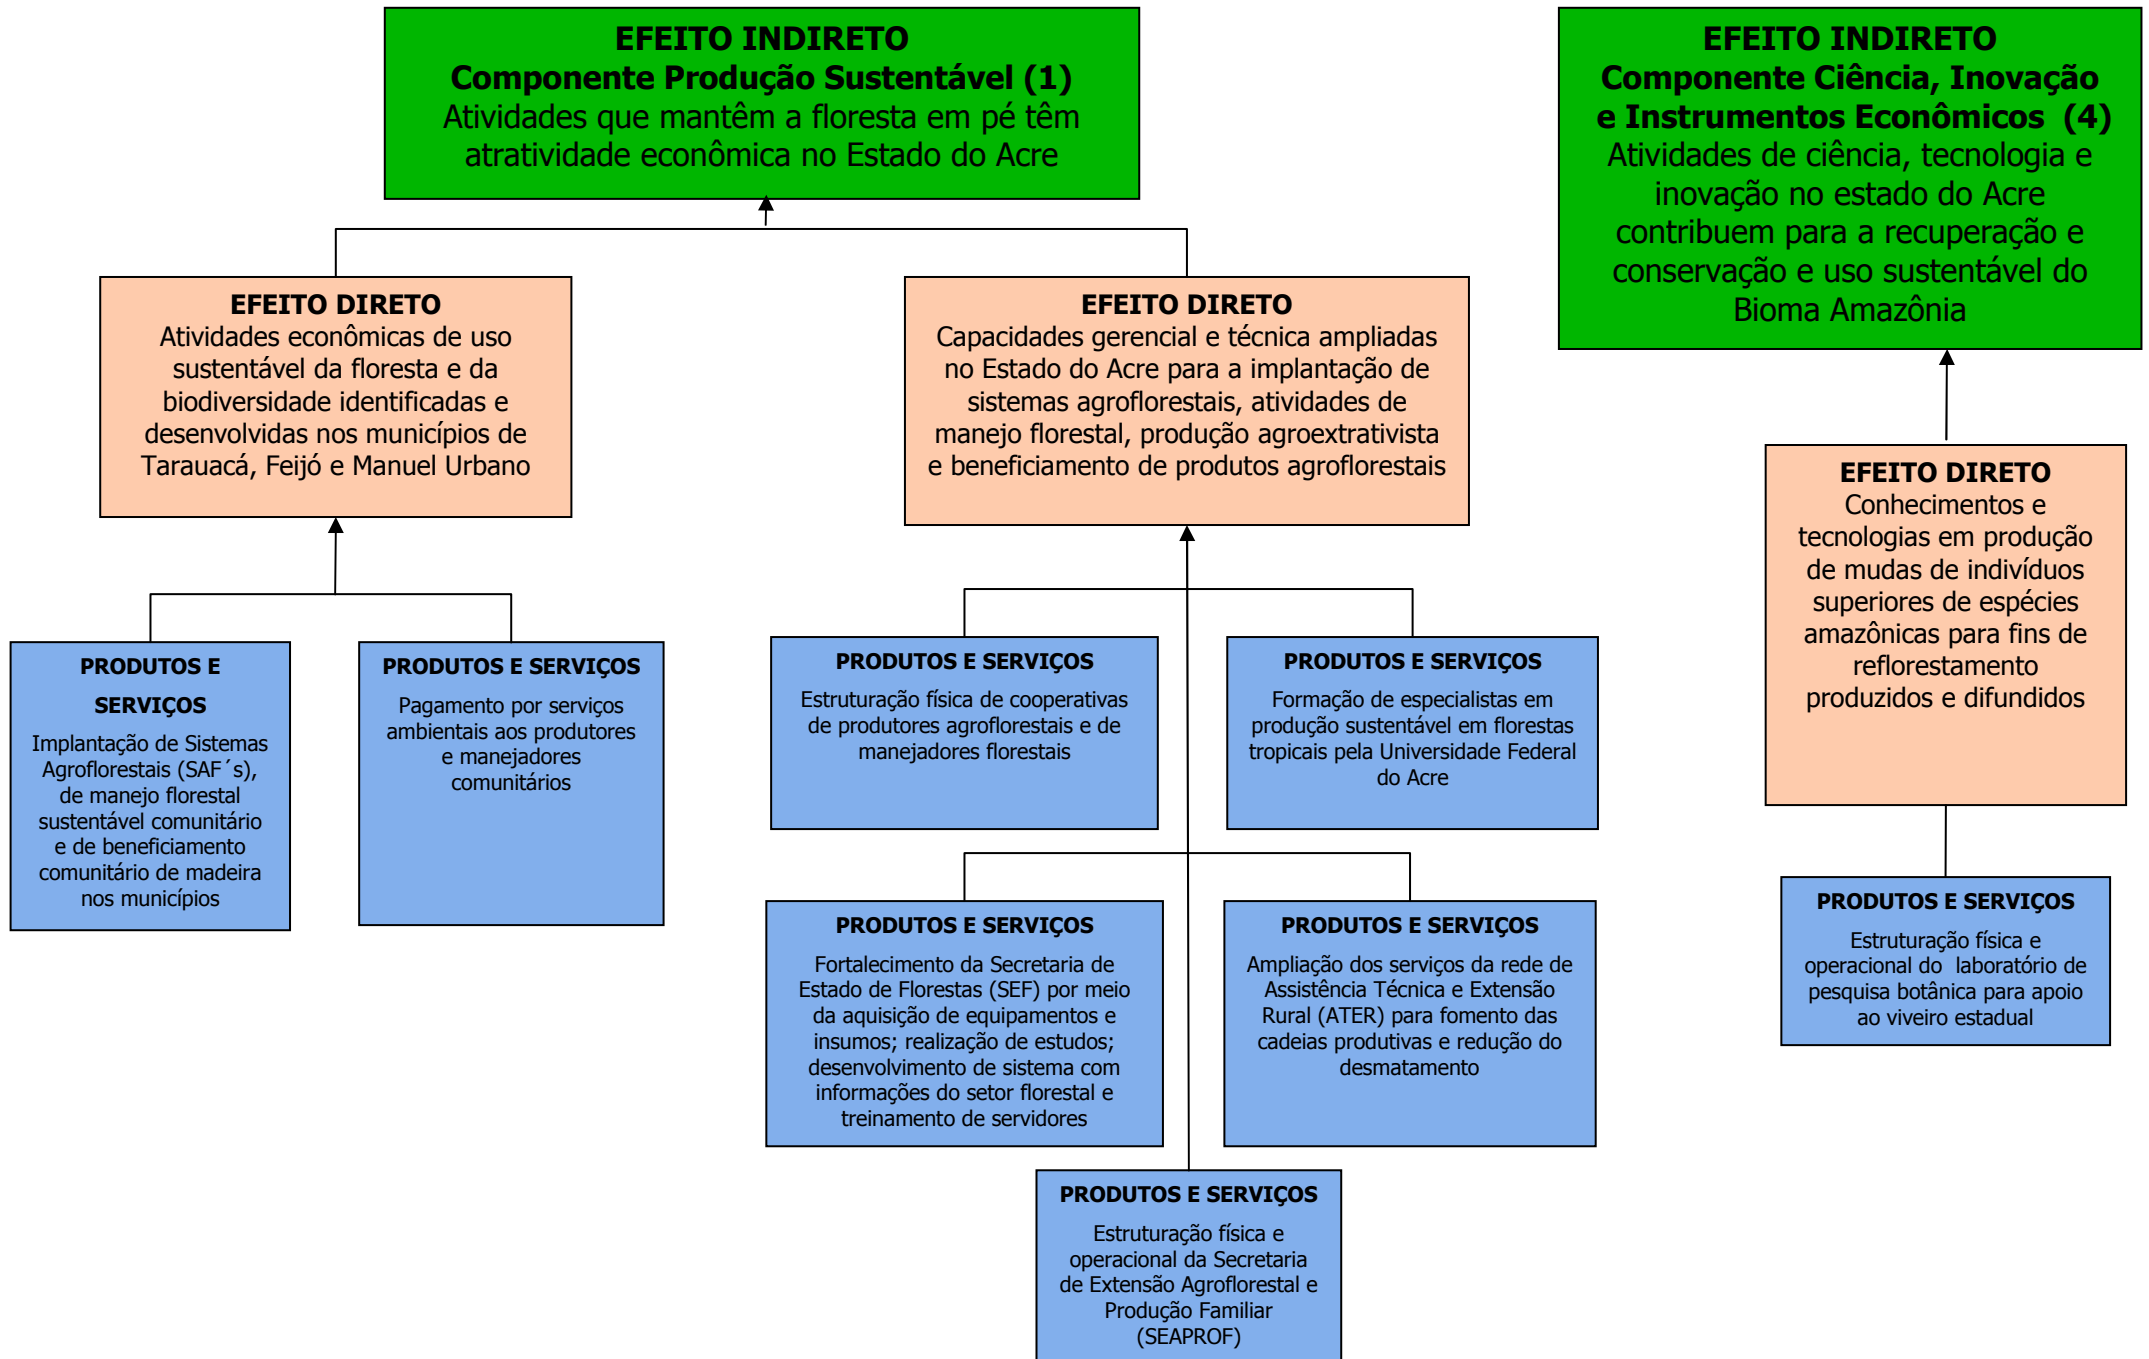 EFEITO INDIRETO
Componente Produção Sustentável (1)
Atividades que mantêm a floresta em pé têm
atratividade econômica no Estado do Acre
EFEITO INDIRETO
Componente Ciência, Inovação
e Instrumentos Econômicos (4)
Atividades de ciência, tecnologia e
inovação no estado do Acre
contribuem para a recuperação e
conservação e uso sustentável do
Bioma Amazônia
EFEITO DIRETO
Atividades econômicas de uso
sustentável da floresta e da
biodiversidade identificadas e
desenvolvidas nos municípios de
Tarauacá, Feijó e Manuel Urbano
EFEITO DIRETO
Capacidades gerencial e técnica ampliadas
no Estado do Acre para a implantação de
sistemas agroflorestais, atividades de
manejo florestal, produção agroextrativista
e beneficiamento de produtos agroflorestais
EFEITO DIRETO
Conhecimentos e
tecnologias em produção
de mudas de indivíduos
superiores de espécies
amazônicas para fins de
reflorestamento
produzidos e difundidos
PRODUTOS E
SERVIÇOS
Implantação de Sistemas
Agroflorestais (SAF´s),
de manejo florestal
sustentável comunitário
e de beneficiamento
comunitário de madeira
nos municípios
PRODUTOS E SERVIÇOS
Pagamento por serviços
ambientais aos produtores
e manejadores
comunitários
PRODUTOS E SERVIÇOS
Estruturação física de cooperativas
de produtores agroflorestais e de
manejadores florestais
PRODUTOS E SERVIÇOS
Formação de especialistas em
produção sustentável em florestas
tropicais pela Universidade Federal
do Acre
PRODUTOS E SERVIÇOS
Fortalecimento da Secretaria de
Estado de Florestas (SEF) por meio
da aquisição de equipamentos e
insumos; realização de estudos;
desenvolvimento de sistema com
informações do setor florestal e
treinamento de servidores
PRODUTOS E SERVIÇOS
Ampliação dos serviços da rede de
Assistência Técnica e Extensão
Rural (ATER) para fomento das
cadeias produtivas e redução do
desmatamento
PRODUTOS E SERVIÇOS
Estruturação física e
operacional do laboratório de
pesquisa botânica para apoio
ao viveiro estadual
PRODUTOS E SERVIÇOS
Estruturação física e
operacional da Secretaria
de Extensão Agroflorestal e
Produção Familiar
(SEAPROF)